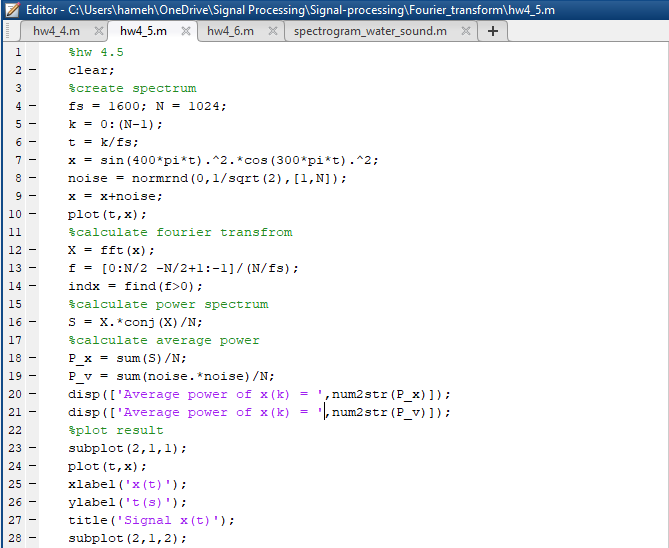 Editor - C:\Users\hameh\OneDrive\Signal Processing\Signal-processing\Fourier_transform\hw4_5.m
hw4_4.m hw4_5.m hw4_6.m spectrogram_water_sound.m +
1 %hw 4.5
2 - clear;
3 %create spectrum
4 - fs = 1600; N = 1024;
5 - k = 0:(N-1);
6 - t = k/fs;
7 - x = sin(400*pi*t).^2.*cos(300*pi*t).^2;
8 - noise = normrnd(0,1/sqrt(2),[1,N]);
9 - x = x+noise;
10 - plot(t,x);
11 %calculate fourier transfrom
12 - X = fft(x);
13 - f = [0:N/2 -N/2+1:-1]/(N/fs);
14 - indx = find(f>0);
15 %calculate power spectrum
16 - S = X.*conj(X)/N;
17 %calculate average power
18 - P_x = sum(S)/N;
19 - P_v = sum(noise.*noise)/N;
20 - disp(['Average power of x(k) = ',num2str(P_x)]);
21 - disp(['Average power of x(k) = ',num2str(P_v)]);
22 %plot result
23 - subplot(2,1,1);
24 - plot(t,x);
25 - xlabel('x(t)');
26 - ylabel('t(s)');
27 - title('Signal x(t)');
28 - subplot(2,1,2);